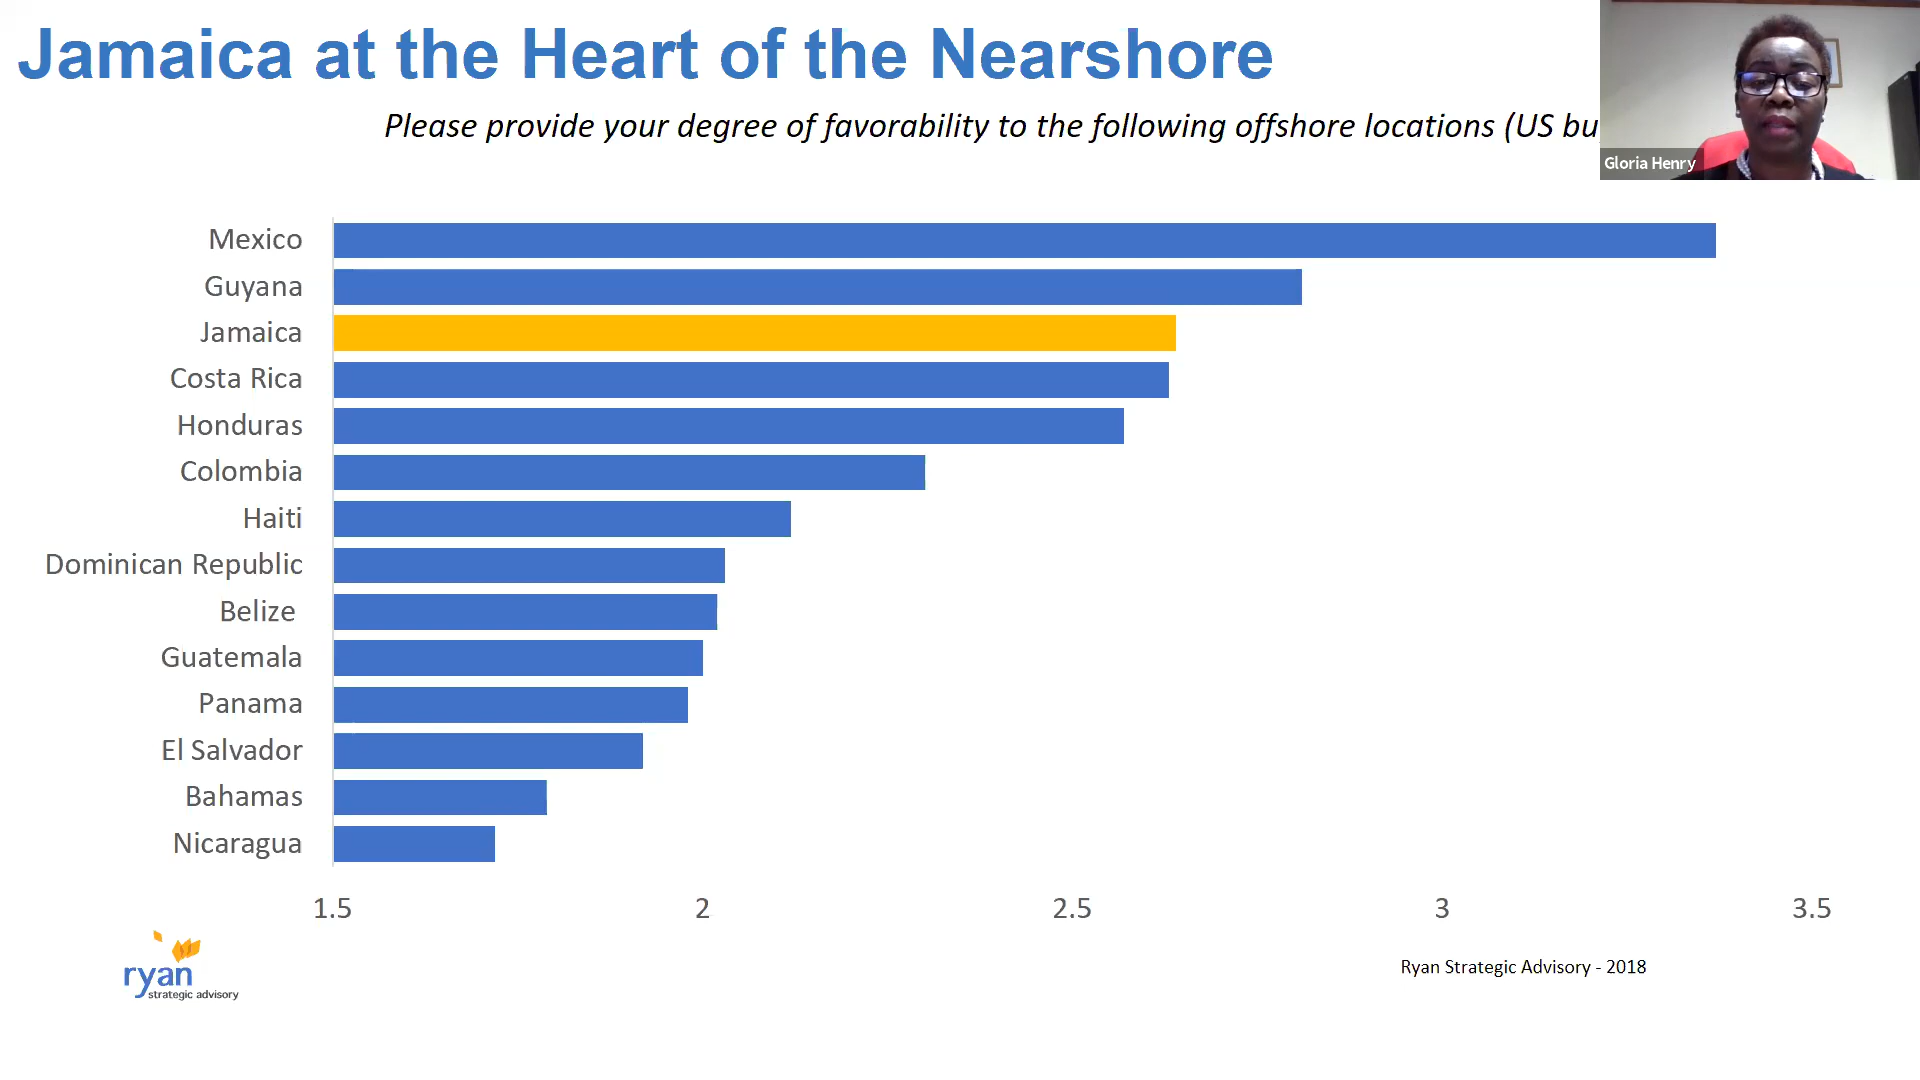 Jamaica at the Heart of the Nearshore
Please provide your degree of favorability to the following offshore locations (US
Gloria Henry
Mexico
Guyana
Jamaica
Costa Rica
Honduras
Colombia
Haiti
Dominican Republic
Belize
Guatemala
Panama
El Salvador
Bahamas
Nicaragua
1.5 2 2.5 3 3.5
ryan
strategic advisory
Ryan Strategic Advisory - 2018